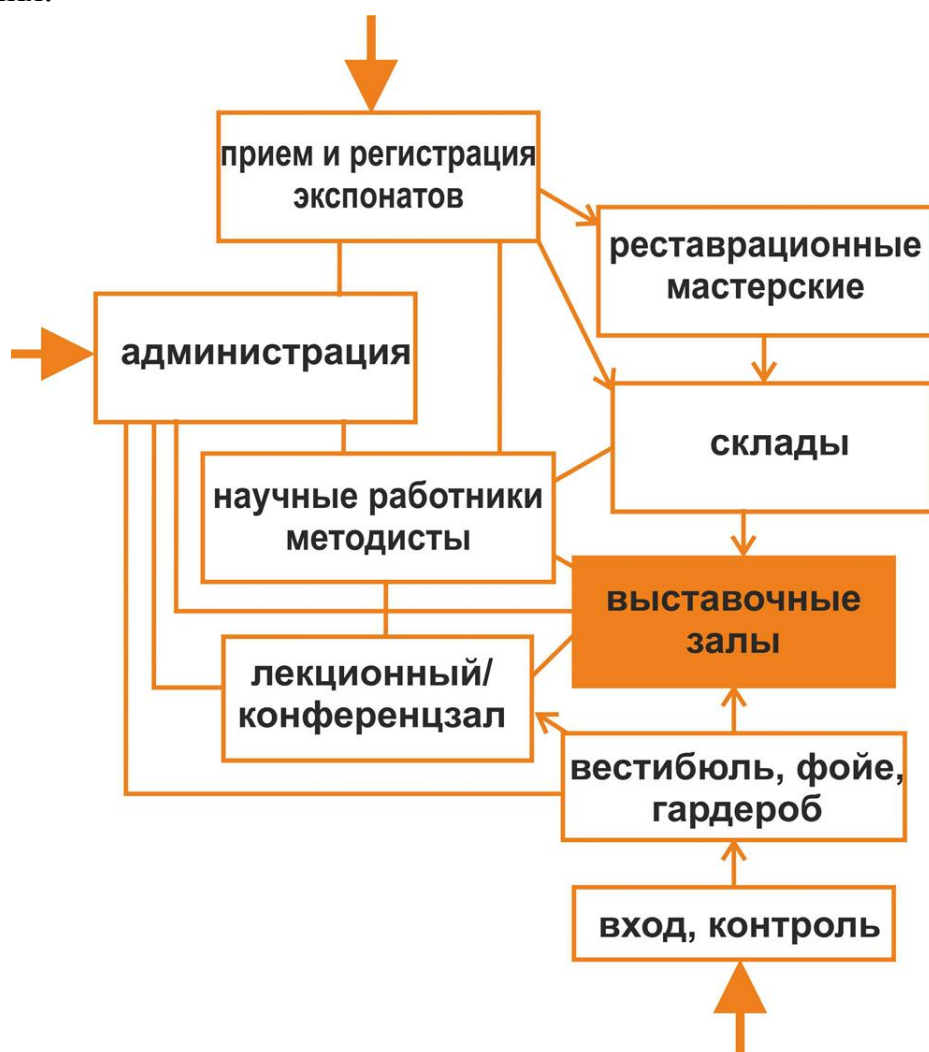 прием и регистрация
экспонатов
реставрационные
мастерские
администрация
склады
научные работники
методисты
выставочные
залы
лекционный/
конференцзал
вестибюль, фойе,
гардероб
вход, контроль